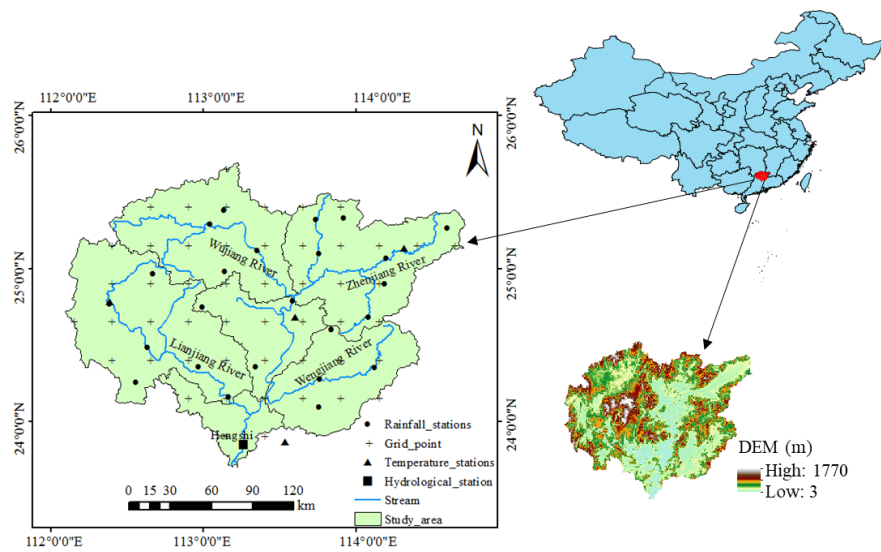 112°0'0"E 113°0'0"E 114°0'0"E
26°0'0"N
26°0'0"N
N
25°0'0"N
25°0'0"N
24°0'0"N
24°0'0"N
Wujiang River
Zhenjiang River
Lianjiang River
Wengjiang River
Hengshi
Rainfall_stations
Grid_point
Temperature_stations
Hydrological_station
Stream
Study_area
0 15 30 60 90 120
km
112°0'0"E 113°0'0"E 114°0'0"E
DEM (m)
High: 1770
Low: 3